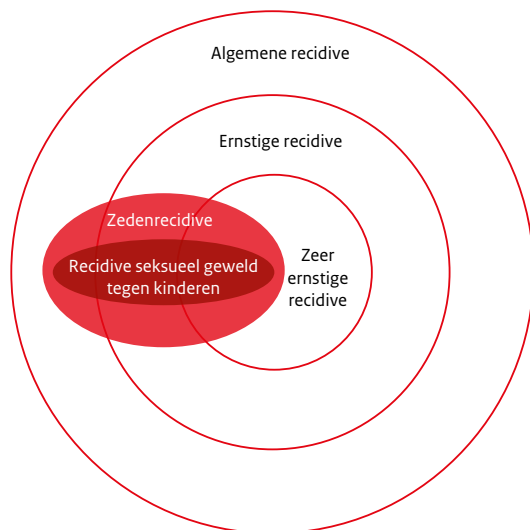 Algemene recidive
Ernstige recidive
Zedenrecidive
Recidive seksueel geweld
tegen kinderen
Zeer
ernstige
recidive